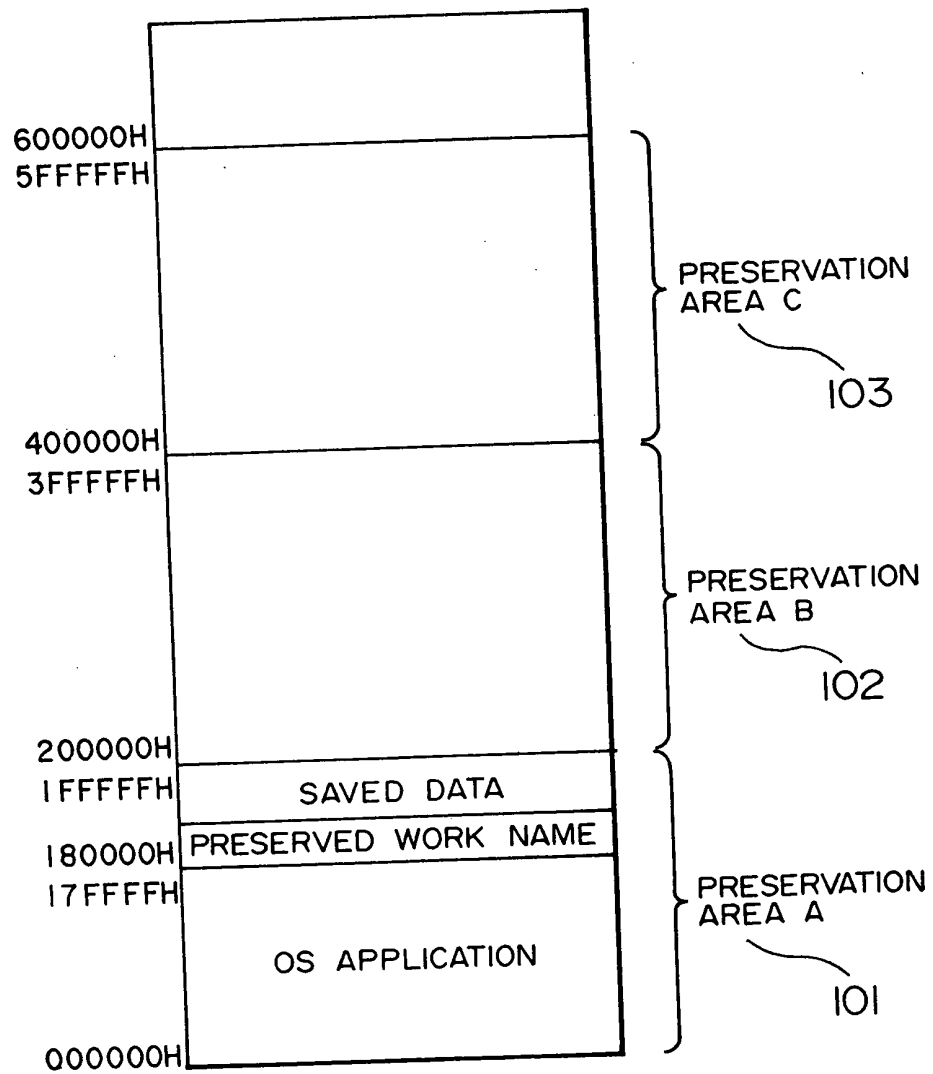 600000H
5FFFFFH
PRESERVATION
AREA C
103
400000H
3FFFFFH
PRESERVATION
AREA B
102
200000H
1FFFFFH
SAVED DATA
PRESERVED WORK NAME
180000H
17FFFFH
PRESERVATION
AREA A
OS APPLICATION
101
000000H